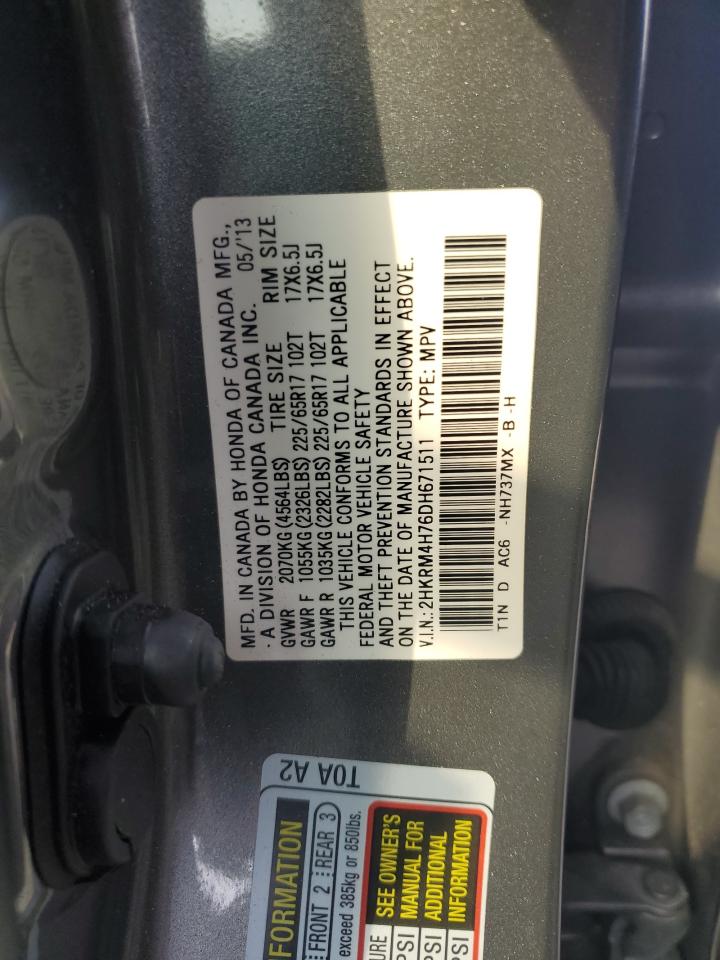 MFD. IN CANADA BY HONDA OF CANADA MFG.,
- A DIVISION OF HONDA CANADA INC. 05/'13
GVWR 2070KG (4564LBS) TIRE SIZE RIM SIZE
GAWR F 1055KG (2326LBS) 225/65R17 102T 17X6.5J
GAWR R 1035KG (2282LBS) 225/65R17 102T 17X6.5J
THIS VEHICLE CONFORMS TO ALL APPLICABLE
FEDERAL MOTOR VEHICLE SAFETY
AND THEFT PREVENTION STANDARDS IN EFFECT
ON THE DATE OF MANUFACTURE SHOWN ABOVE.
V.I.N.: 2HKRM4H76DH671511 TYPE: MPV
T1N D AC6 -NH737MX -B -H
T0A A2
FORMATION
FRONT 2 REAR 3
exceed 385kg or 850lbs.
URE SEE OWNER'S
PSI MANUAL FOR
PSI ADDITIONAL
PSI INFORMATION